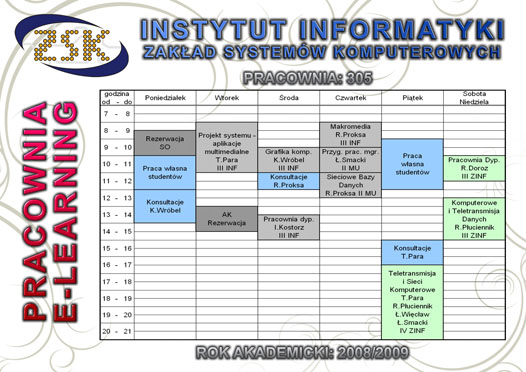 ZSK
INSTYTUT INFORMATYKI
ZAKŁAD SYSTEMÓW KOMPUTEROWYCH
PRACOWNIA: 305
PRACOWNIA
E-LEARNING
godzina
od - do
Poniedziałek
Wtorek
Środa
Czwartek
Piątek
Sobota
Niedziela
7 - 8
8 - 9
9 - 10
10 - 11
11 - 12
12 - 13
13 - 14
14 - 15
15 - 16
16 - 17
17 - 18
18 - 19
19 - 20
20 - 21
Rezerwacja
SO
Praca własna
studentów
Konsultacje
K.Wróbel
Projekt systemu -
aplikacje
multimedialne
T.Para
III INF
AK
Rezerwacja
Grafika komp.
K.Wróbel
III INF
Konsultacje
R.Proksa
Pracownia dyp.
I.Kostorz
III INF
Makromedia
R.Proksa
III INF
Przyg. prac. mgr.
Ł.Smacki
II MU
Sieciowe Bazy
Danych
R.Proksa II MU
Praca
własna
studentów
Konsultacje
T.Para
Teletransmisja
i Sieci
Komputerowe
T.Para
R.Płuciennik
Ł.Więcław
Ł.Smacki
IV ZINF
Pracownia Dyp.
R.Doroz
III ZINF
Komputerowe
i Teletransmisja
Danych
R.Płuciennik
III ZINF
ROK AKADEMICKI: 2008/2009